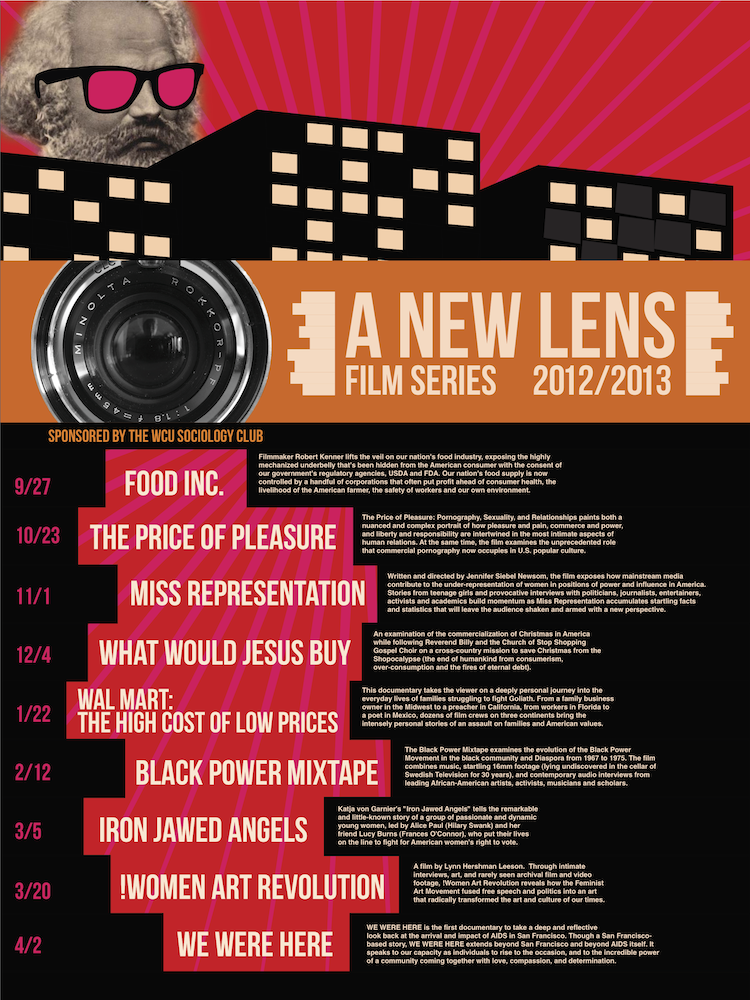 CZC
MINOLTA ROKKOR-PF
1:1.8 f=45mm
A NEW LENS
FILM SERIES 2012/2013
SPONSORED BY THE WCU SOCIOLOGY CLUB
9/27
FOOD INC.
Filmmaker Robert Kenner lifts the veil on our nation's food industry, exposing the highly
mechanized underbelly that's been hidden from the American consumer with the consent of
our government's regulatory agencies, USDA and FDA. Our nation's food supply is now
controlled by a handful of corporations that often put profit ahead of consumer health, the
livelihood of the American farmer, the safety of workers and our own environment.
10/23
THE PRICE OF PLEASURE
The Price of Pleasure: Pornography, Sexuality, and Relationships paints both a
nuanced and complex portrait of how pleasure and pain, commerce and power,
and liberty and responsibility are intertwined in the most intimate aspects of
human relations. At the same time, the film examines the unprecedented role
that commercial pornography now occupies in U.S. popular culture.
11/1
MISS REPRESENTATION
Written and directed by Jennifer Siebel Newsom, the film exposes how mainstream media
contribute to the under-representation of women in positions of power and influence in America.
Stories from teenage girls and provocative interviews with politicians, journalists, entertainers,
activists and academics build momentum as Miss Representation accumulates startling facts
and statistics that will leave the audience shaken and armed with a new perspective.
12/4
WHAT WOULD JESUS BUY
An examination of the commercialization of Christmas in America
while following Reverend Billy and the Church of Stop Shopping
Gospel Choir on a cross-country mission to save Christmas from the
Shopocalypse (the end of humankind from consumerism,
over-consumption and the fires of eternal debt).
1/22
WAL MART:
THE HIGH COST OF LOW PRICES
This documentary takes the viewer on a deeply personal journey into the
everyday lives of families struggling to fight Goliath. From a family business
owner in the Midwest to a preacher in California, from workers in Florida to
a poet in Mexico, dozens of film crews on three continents bring the
intensely personal stories of an assault on families and American values.
2/12
BLACK POWER MIXTAPE
The Black Power Mixtape examines the evolution of the Black Power
Movement in the black community and Diaspora from 1967 to 1975. The film
combines music, startling 16mm footage (lying undiscovered in the cellar of
Swedish Television for 30 years), and contemporary audio interviews from
leading African-American artists, activists, musicians and scholars.
3/5
IRON JAWED ANGELS
Katja von Garnier's "Iron Jawed Angels" tells the remarkable
and little-known story of a group of passionate and dynamic
young women, led by Alice Paul (Hilary Swank) and her
friend Lucy Burns (Frances O'Connor), who put their lives
on the line to fight for American women's right to vote.
3/20
!WOMEN ART REVOLUTION
A film by Lynn Hershman Leeson. Through intimate
interviews, art, and rarely seen archival film and video
footage, !Women Art Revolution reveals how the Feminist
Art Movement fused free speech and politics into an art
that radically transformed the art and culture of our times.
4/2
WE WERE HERE
WE WERE HERE is the first documentary to take a deep and reflective
look back at the arrival and impact of AIDS in San Francisco. Though a San Francisco-
based story, WE WERE HERE extends beyond San Francisco and beyond AIDS itself. It
speaks to our capacity as individuals to rise to the occasion, and to the incredible power
of a community coming together with love, compassion, and determination.